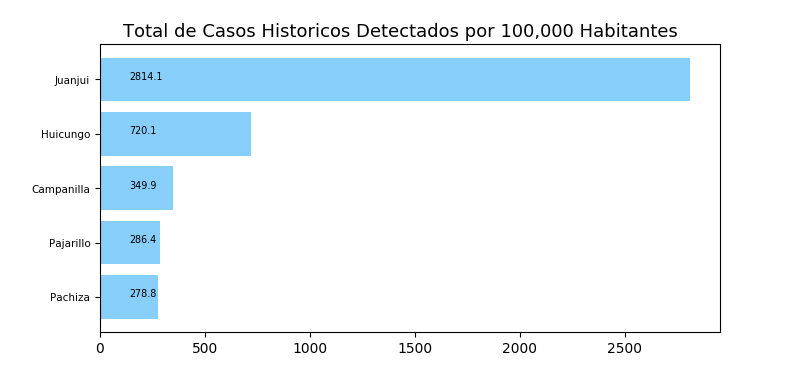 Total de Casos Historicos Detectados por 100,000 Habitantes
Juanjui 2814.1
Huicungo 720.1
Campanilla 349.9
Pajarillo 286.4
Pachiza 278.8
0 500 1000 1500 2000 2500